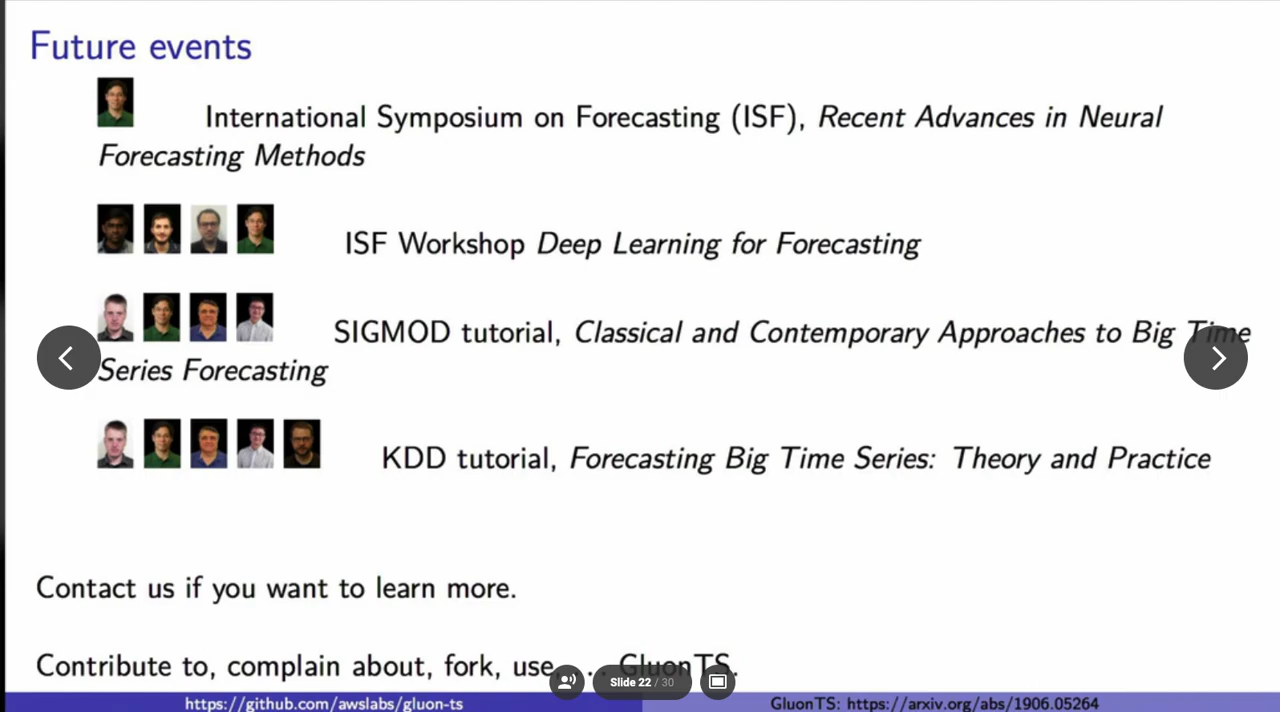 Future events
International Symposium on Forecasting (ISF), Recent Advances in Neural
Forecasting Methods
ISF Workshop Deep Learning for Forecasting
SIGMOD tutorial, Classical and Contemporary Approaches to Big Time
Series Forecasting
KDD tutorial, Forecasting Big Time Series: Theory and Practice
Contact us if you want to learn more.
Contribute to, complain about, fork, use, ... GluonTS.
Slide 22 / 30
https://github.com/awslabs/gluon-ts
GluonTS: https://arxiv.org/abs/1906.05264